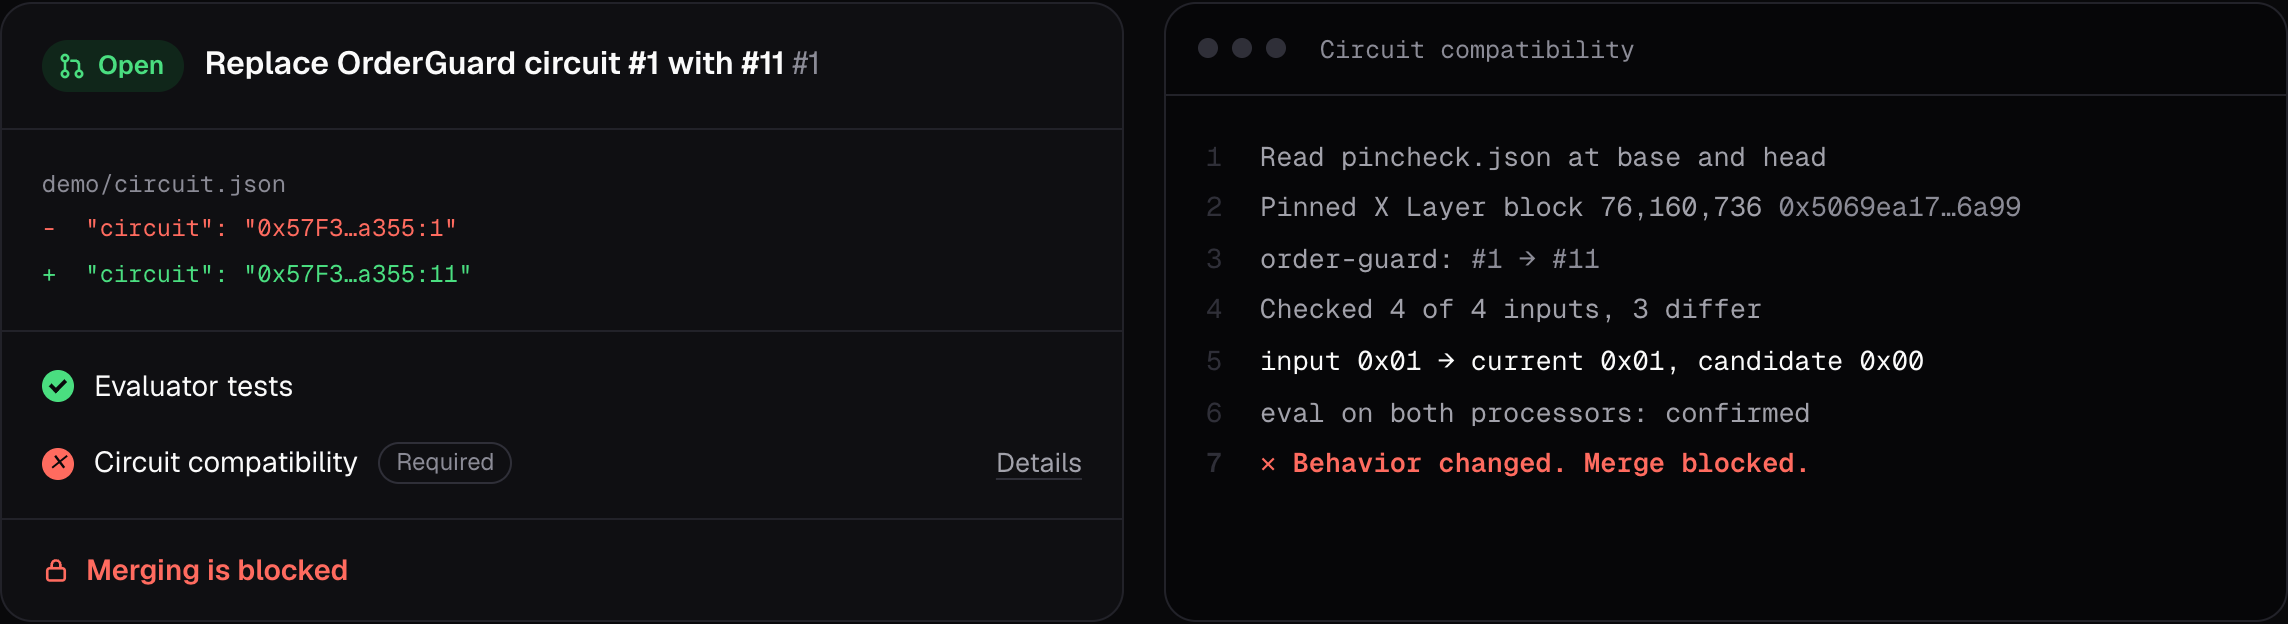 Open
Replace OrderGuard circuit #1 with #11 #1
demo/circuit.json
- "circuit": "0x57F3…a355:1"
+ "circuit": "0x57F3…a355:11"
Evaluator tests
Circuit compatibility Required Details
Merging is blocked
Circuit compatibility
1 Read pincheck.json at base and head
2 Pinned X Layer block 76,160,736 0x5069ea17…6a99
3 order-guard: #1 → #11
4 Checked 4 of 4 inputs, 3 differ
5 input 0x01 → current 0x01, candidate 0x00
6 eval on both processors: confirmed
7 × Behavior changed. Merge blocked.